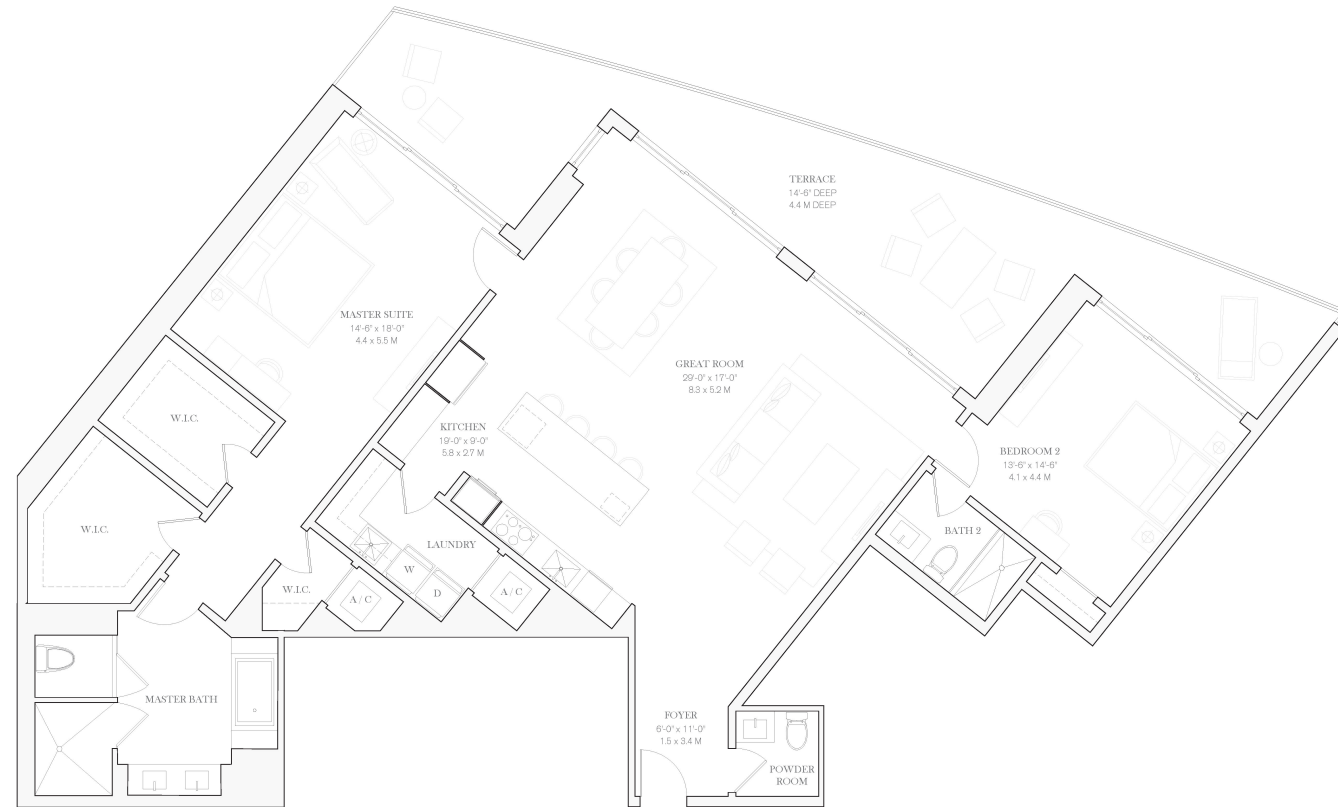 TERRACE
14'-6" DEEP
4.4 M DEEP
MASTER SUITE
14'-6" x 18'-0"
4.4 x 5.5 M
GREAT ROOM
29'-0" x 17'-0"
8.3 x 5.2 M
W.I.C.
KITCHEN
19'-0" x 9'-0"
5.8 x 2.7 M
BEDROOM 2
13'-6" x 14'-6"
4.1 x 4.4 M
W.I.C.
BATH 2
LAUNDRY
W
D
W.I.C.
A / C
A / C
MASTER BATH
FOYER
6'-0" x 11'-0"
1.5 x 3.4 M
POWDER
ROOM